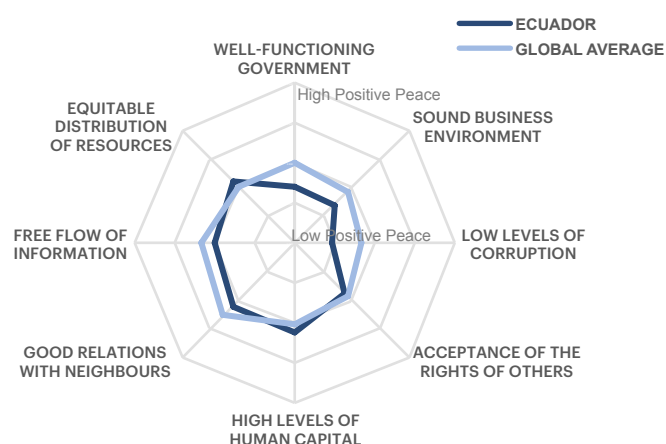 ECUADOR
GLOBAL AVERAGE
WELL-FUNCTIONING
GOVERNMENT
High Positive Peace
EQUITABLE
DISTRIBUTION
OF RESOURCES
SOUND BUSINESS
ENVIRONMENT
FREE FLOW OF
INFORMATION
Low Positive Peace
LOW LEVELS OF
CORRUPTION
GOOD RELATIONS
WITH NEIGHBOURS
ACCEPTANCE OF THE
RIGHTS OF OTHERS
HIGH LEVELS OF
HUMAN CAPITAL